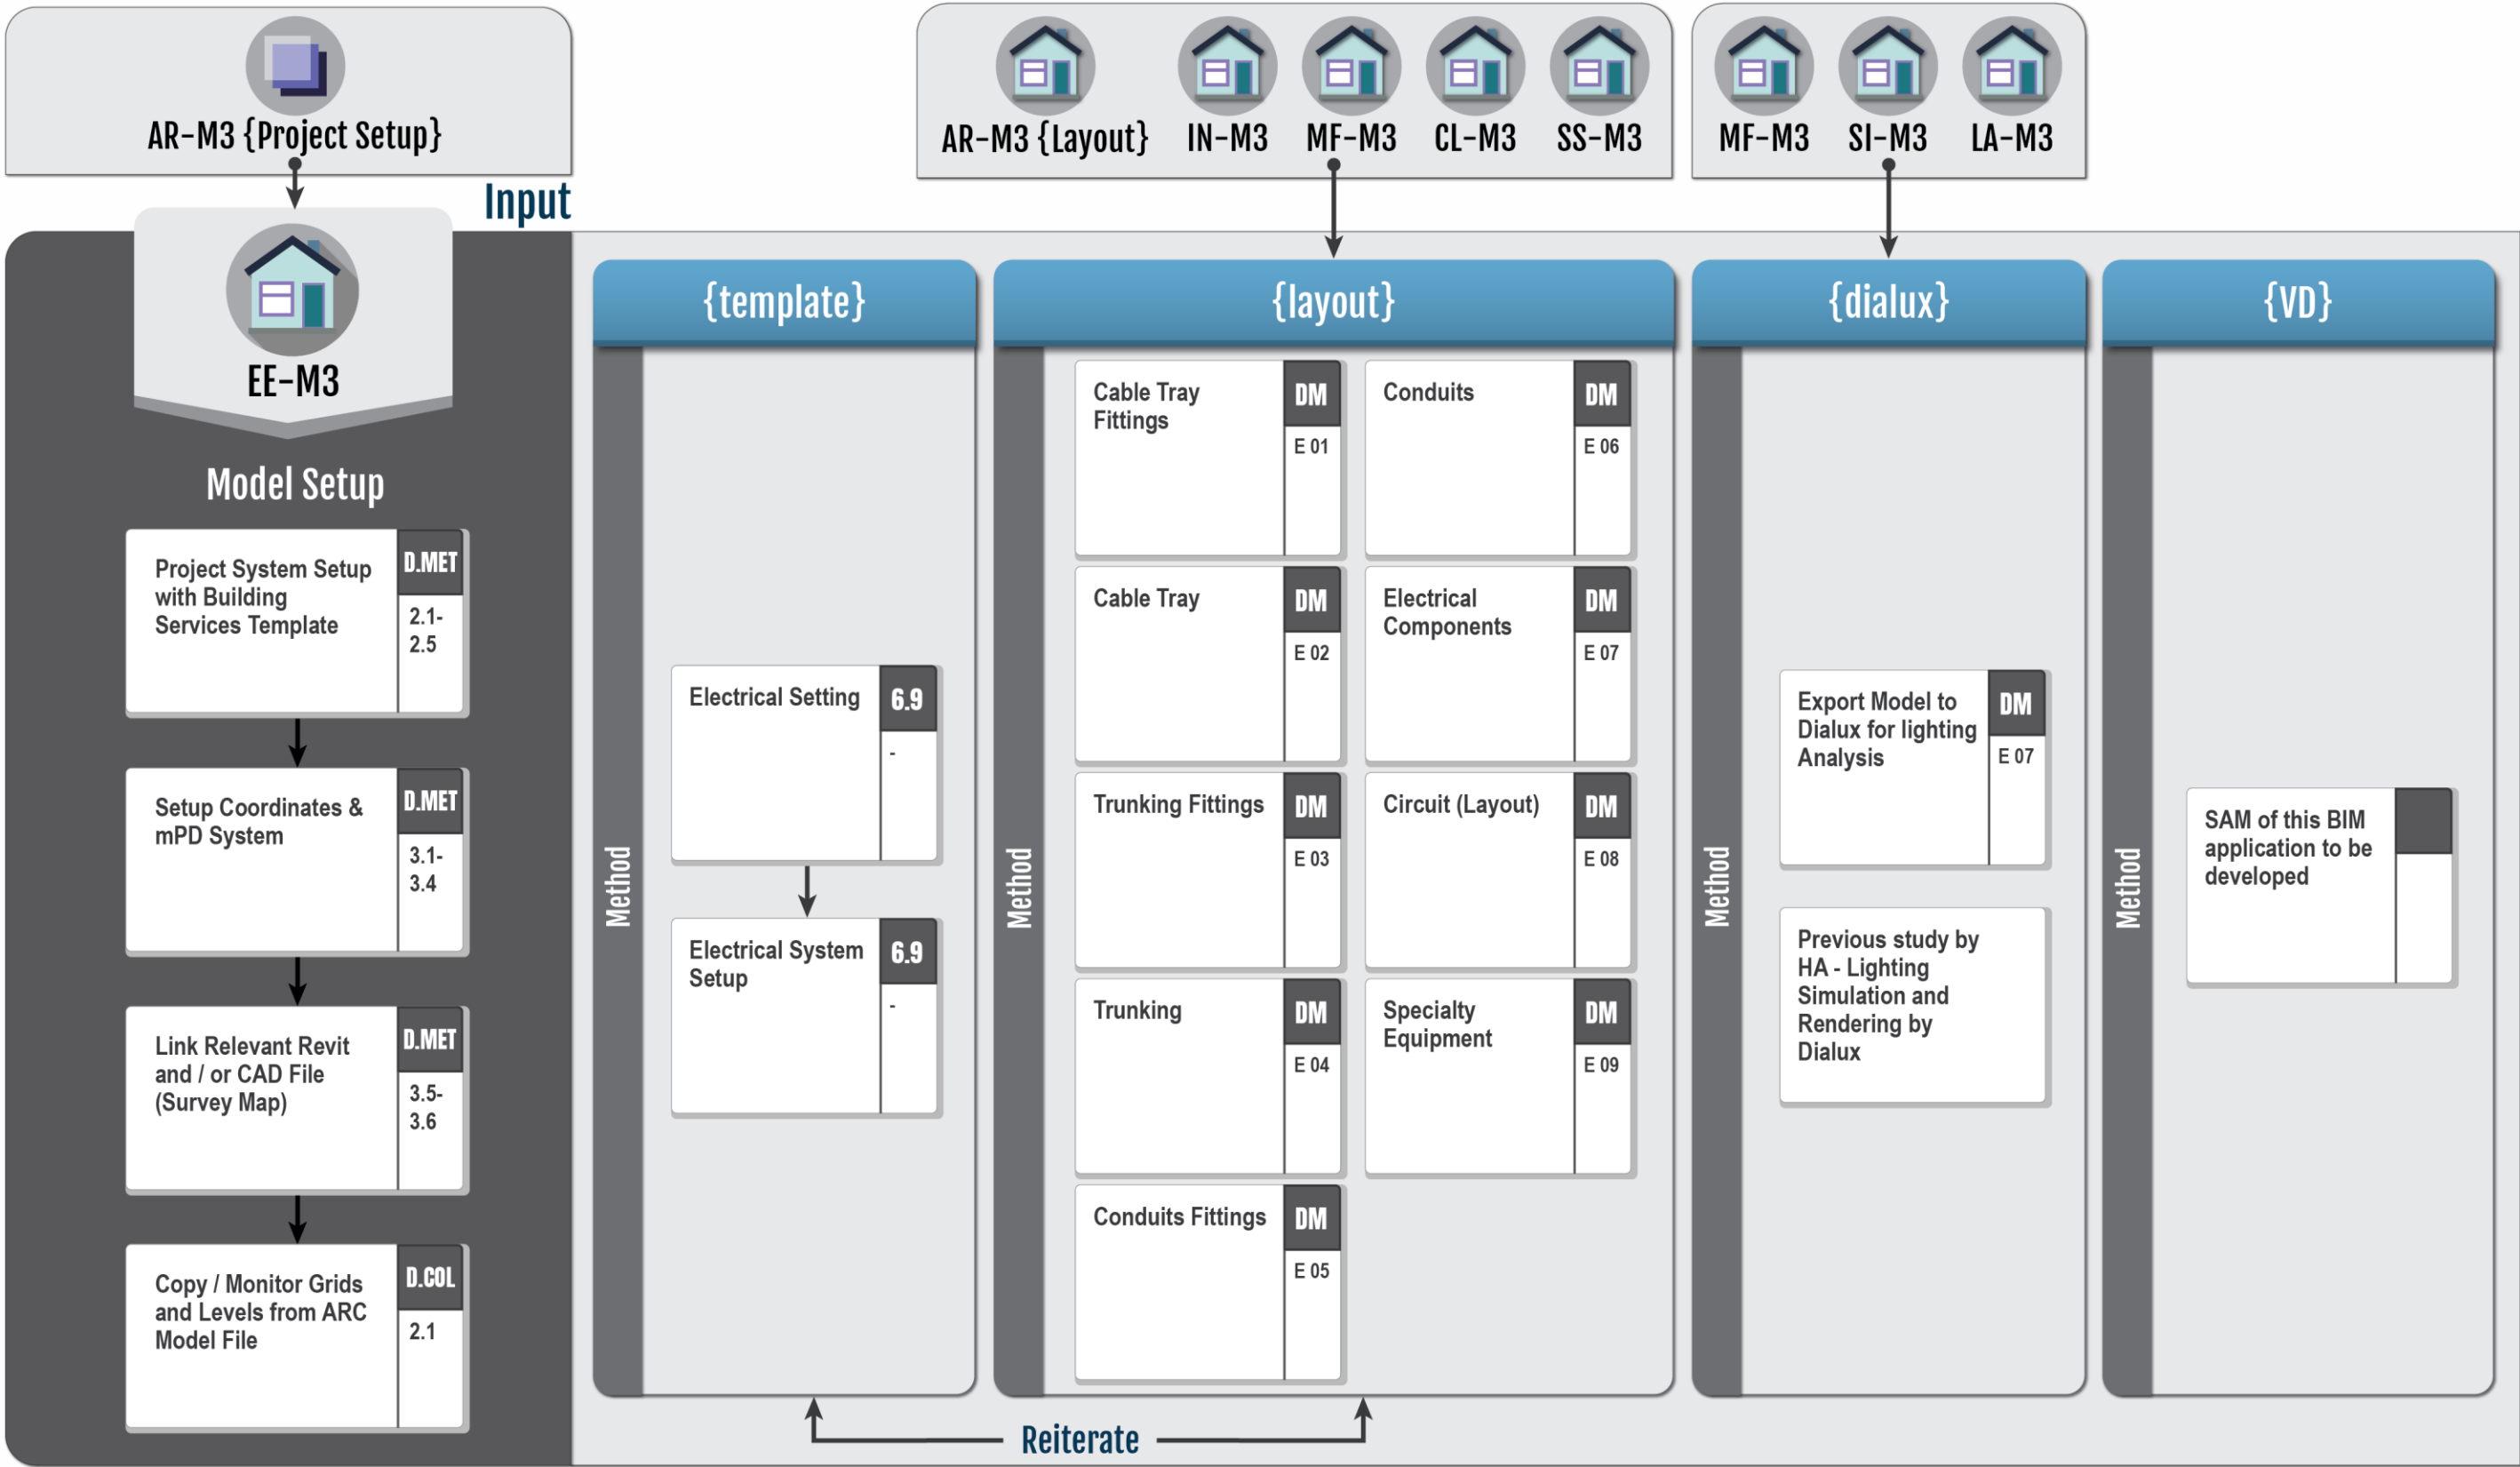 AR-M3 {Project Setup}
AR-M3 {Layout}
IN-M3
MF-M3
CL-M3
SS-M3
MF-M3
SI-M3
LA-M3
Input
EE-M3
Model Setup
Project System Setup
with Building
Services Template
D.MET
2.1-
2.5
Setup Coordinates &
mPD System
D.MET
3.1-
3.4
Link Relevant Revit
and / or CAD File
(Survey Map)
D.MET
3.5-
3.6
Copy / Monitor Grids
and Levels from ARC
Model File
D.COL
2.1
{template}
Method
Electrical Setting
6.9
-
Electrical System
Setup
6.9
-
{layout}
Method
Cable Tray
Fittings
DM
E 01
Cable Tray
DM
E 02
Trunking Fittings
DM
E 03
Trunking
DM
E 04
Conduits Fittings
DM
E 05
Conduits
DM
E 06
Electrical
Components
DM
E 07
Circuit (Layout)
DM
E 08
Specialty
Equipment
DM
E 09
{dialux}
Method
Export Model to
Dialux for lighting
Analysis
DM
E 07
Previous study by
HA - Lighting
Simulation and
Rendering by
Dialux
{VD}
Method
SAM of this BIM
application to be
developed
Reiterate